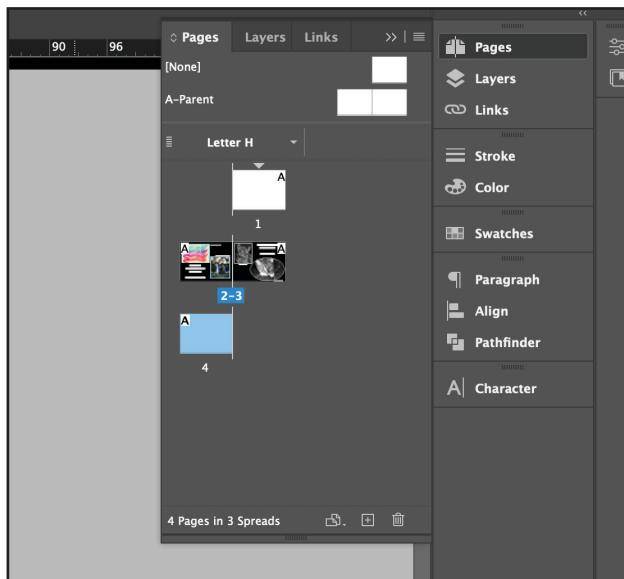 90 96
Pages Layers Links
[None]
A-Parent
Letter H
A
1
A A
2-3
A
4
4 Pages in 3 Spreads
Pages
Layers
Links
Stroke
Color
Swatches
Paragraph
Align
Pathfinder
Character